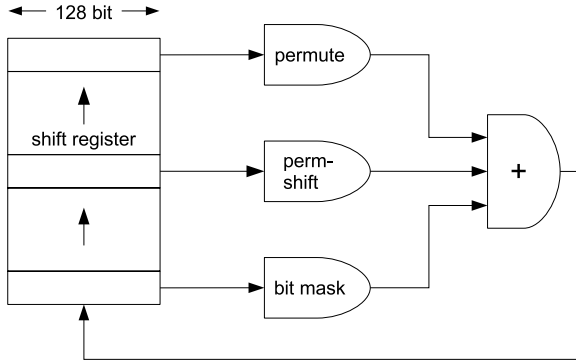 128 bit
permute
shift register
perm-
shift
+
bit mask